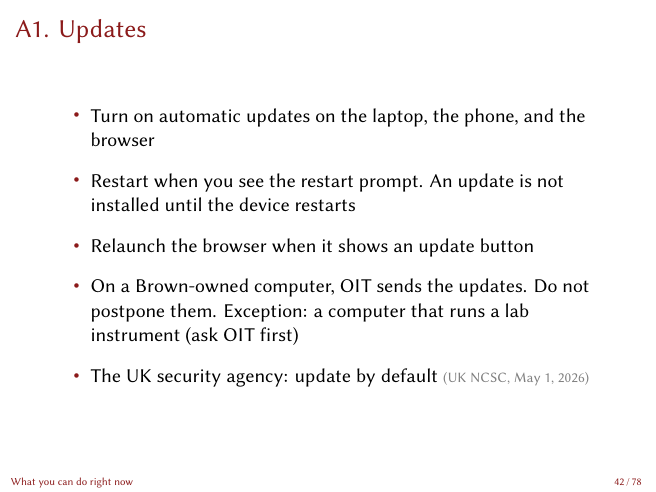 A1. Updates
• Turn on automatic updates on the laptop, the phone, and the
browser
• Restart when you see the restart prompt. An update is not
installed until the device restarts
• Relaunch the browser when it shows an update button
• On a Brown-owned computer, OIT sends the updates. Do not
postpone them. Exception: a computer that runs a lab
instrument (ask OIT first)
• The UK security agency: update by default (UK NCSC, May 1, 2026)
What you can do right now
42 / 78